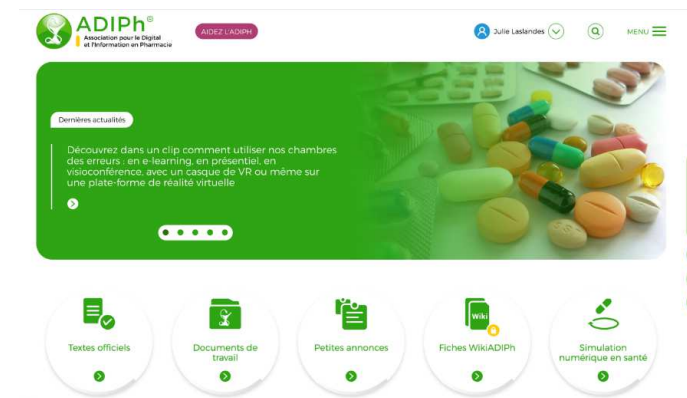 ADIPh®
Association pour le Digital
et l'Information en Pharmacie
AIDEZ L'ADIPH
Julie Laslandes
MENU
Dernières actualités
Découvrez dans un clip comment utiliser nos chambres
des erreurs : en e-learning, en présentiel, en
visioconférence, avec un casque de VR ou même sur
une plate-forme de réalité virtuelle
Textes officiels
Documents de
travail
Petites annonces
Wiki
Fiches WikiADIPh
Simulation
numérique en santé